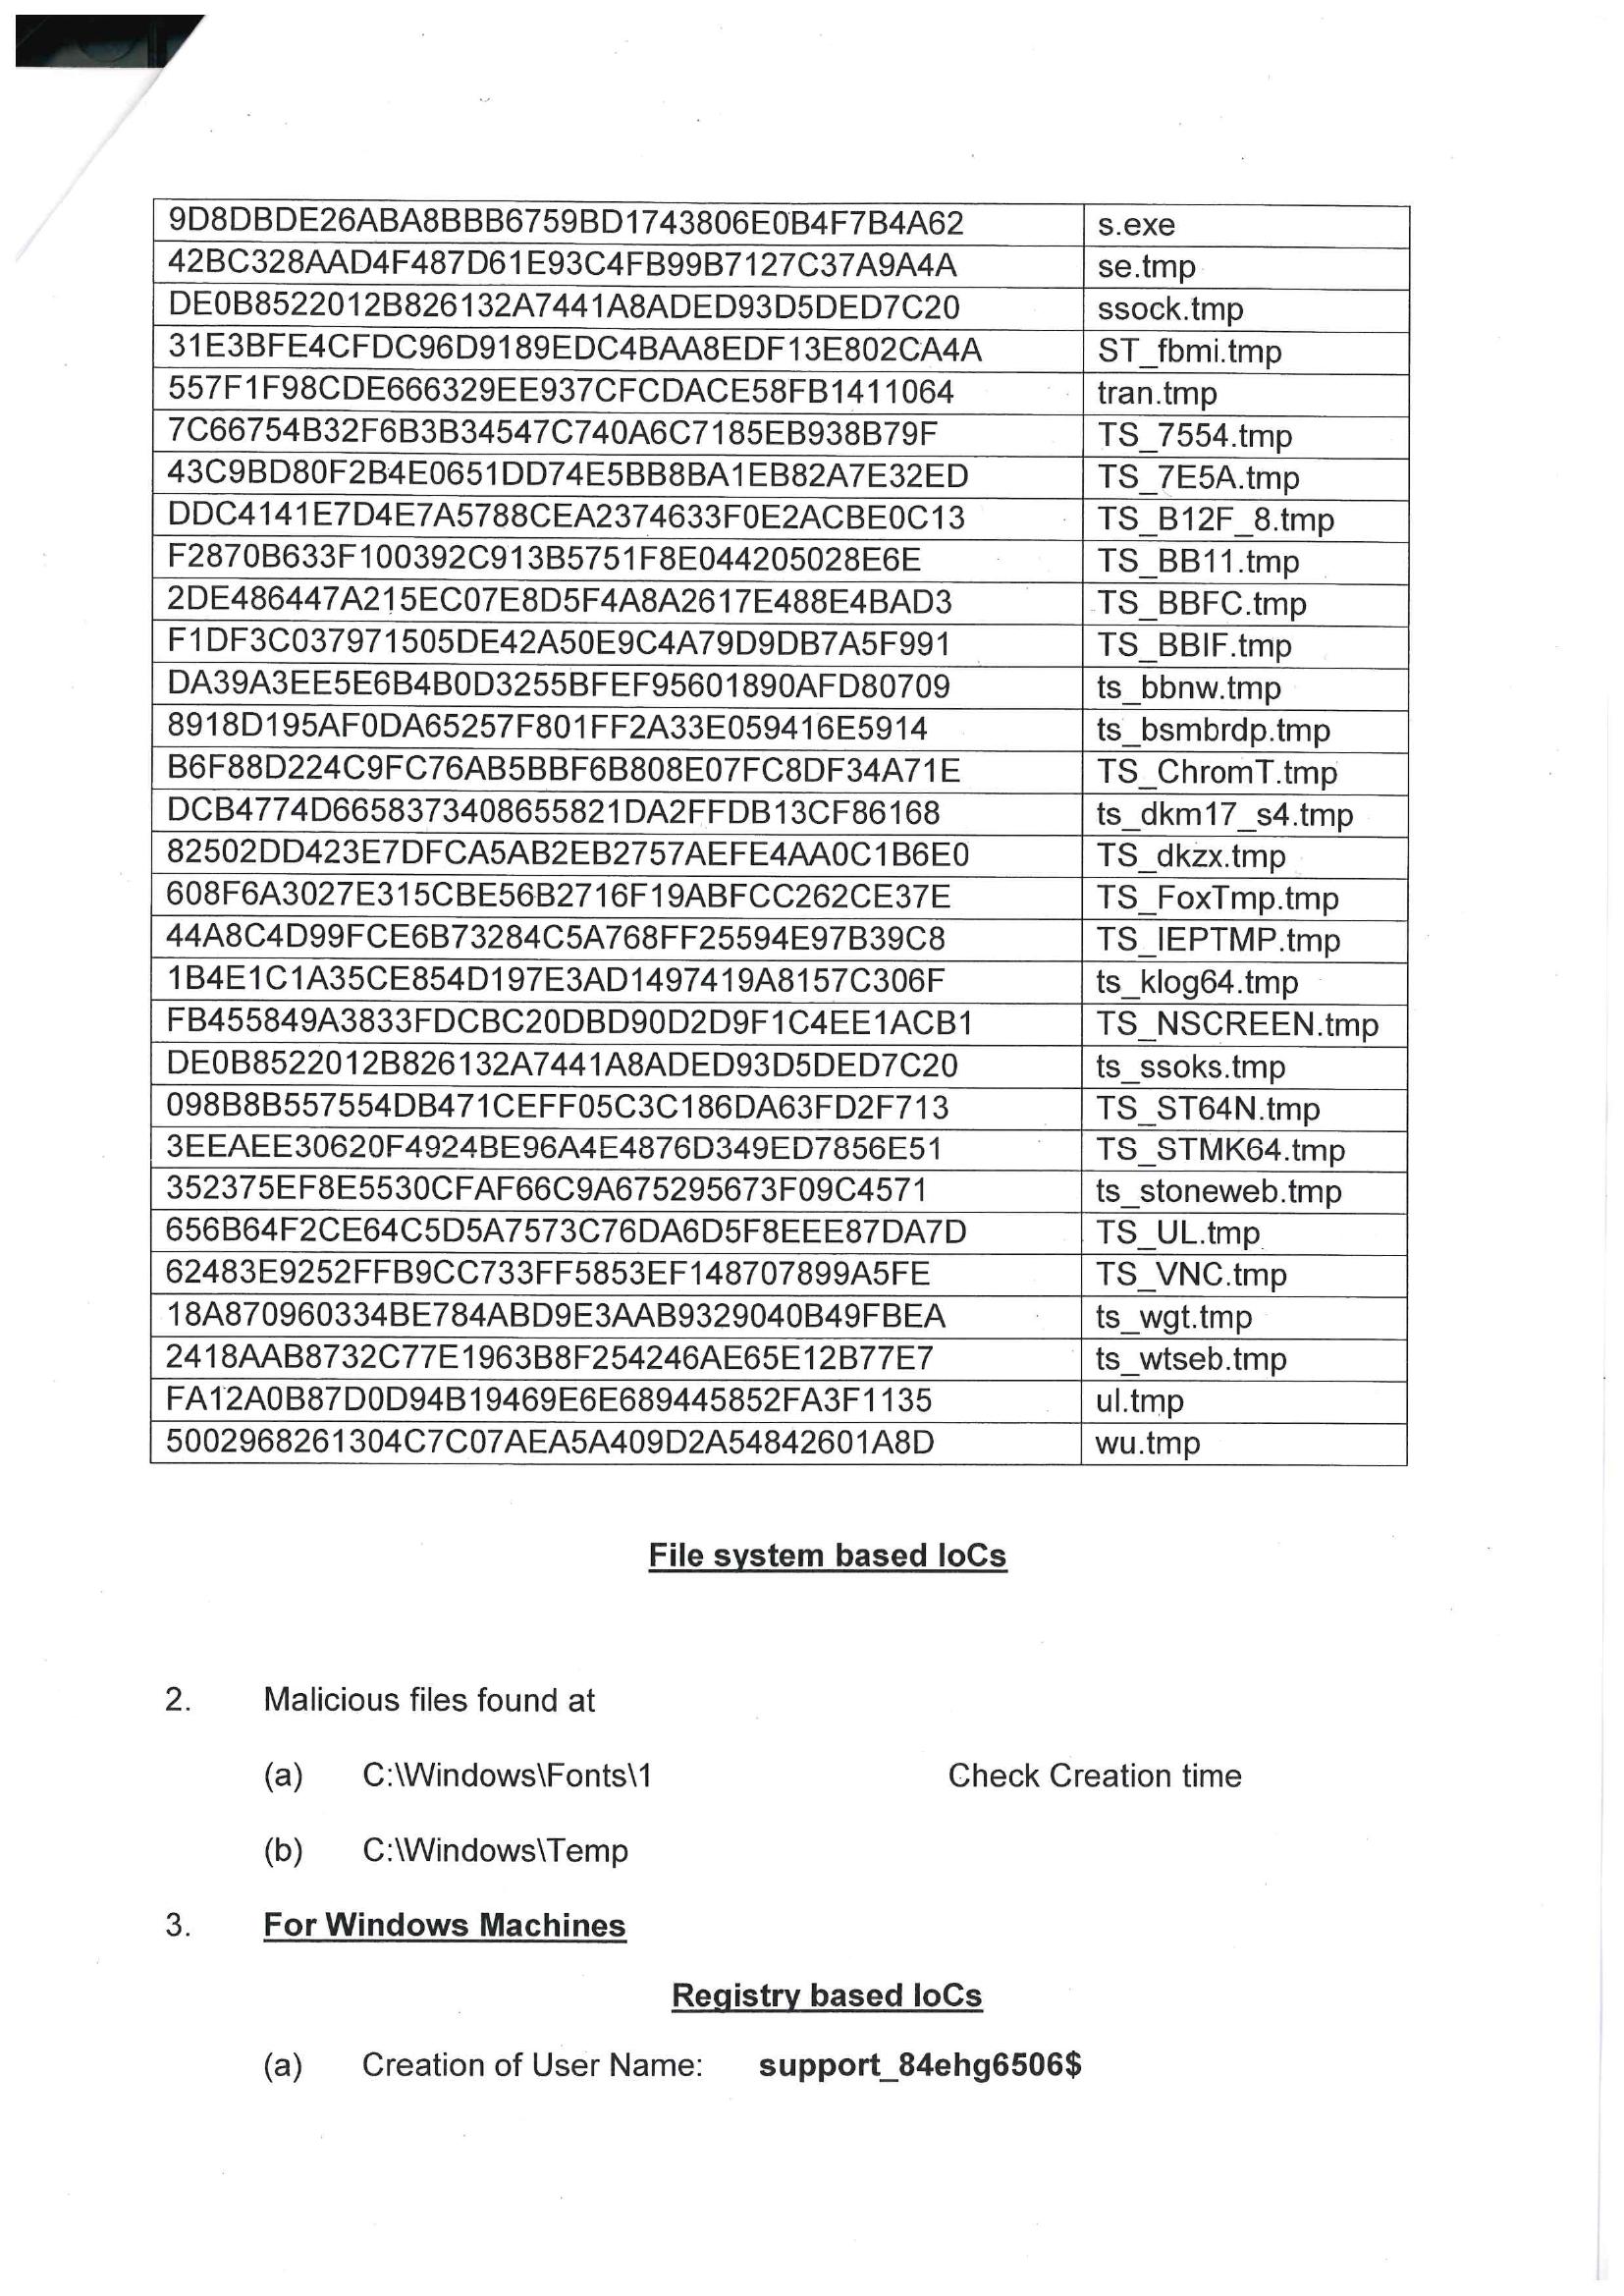 9D8DBDE26ABA8BBB6759BD1743806E0B4F7B4A62 s.exe
42BC328AAD4F487D61E93C4FB99B7127C37A9A4A se.tmp
DE0B8522012B826132A7441A8ADED93D5DED7C20 ssock.tmp
31E3BFE4CFDC96D9189EDC4BAA8EDF13E802CA4A ST_fbmi.tmp
557F1F98CDE666329EE937CFCDACE58FB1411064 tran.tmp
7C66754B32F6B3B34547C740A6C7185EB938B79F TS_7554.tmp
43C9BD80F2B4E0651DD74E5BB8BA1EB82A7E32ED TS_7E5A.tmp
DDC4141E7D4E7A5788CEA2374633F0E2ACBE0C13 TS_B12F_8.tmp
F2870B633F100392C913B5751F8E044205028E6E TS_BB11.tmp
2DE486447A215EC07E8D5F4A8A2617E488E4BAD3 TS_BBFC.tmp
F1DF3C037971505DE42A50E9C4A79D9DB7A5F991 TS_BBIF.tmp
DA39A3EE5E6B4B0D3255BFEF95601890AFD80709 ts_bbnw.tmp
8918D195AF0DA65257F801FF2A33E059416E5914 ts_bsmbrdp.tmp
B6F88D224C9FC76AB5BBF6B808E07FC8DF34A71E TS_ChromT.tmp
DCB4774D6658373408655821DA2FFDB13CF86168 ts_dkm17_s4.tmp
82502DD423E7DFCA5AB2EB2757AEFE4AA0C1B6E0 TS_dkzx.tmp
608F6A3027E315CBE56B2716F19ABFCC262CE37E TS_FoxTmp.tmp
44A8C4D99FCE6B73284C5A768FF25594E97B39C8 TS_IEPTMP.tmp
1B4E1C1A35CE854D197E3AD1497419A8157C306F ts_klog64.tmp
FB455849A3833FDCBC20DBD90D2D9F1C4EE1ACB1 TS_NSCREEN.tmp
DE0B8522012B826132A7441A8ADED93D5DED7C20 ts_ssoks.tmp
098B8B557554DB471CEFF05C3C186DA63FD2F713 TS_ST64N.tmp
3EEAEE30620F4924BE96A4E4876D349ED7856E51 TS_STMK64.tmp
352375EF8E5530CFAF66C9A675295673F09C4571 ts_stoneweb.tmp
656B64F2CE64C5D5A7573C76DA6D5F8EEE87DA7D TS_UL.tmp
62483E9252FFB9CC733FF5853EF148707899A5FE TS_VNC.tmp
18A870960334BE784ABD9E3AAB9329040B49FBEA ts_wgt.tmp
2418AAB8732C77E1963B8F254246AE65E12B77E7 ts_wtseb.tmp
FA12A0B87D0D94B19469E6E689445852FA3F1135 ul.tmp
5002968261304C7C07AEA5A409D2A54842601A8D wu.tmp
File system based IoCs
2. Malicious files found at
(a) C:\Windows\Fonts\1 Check Creation time
(b) C:\Windows\Temp
3. For Windows Machines
Registry based IoCs
(a) Creation of User Name: support_84ehg6506$